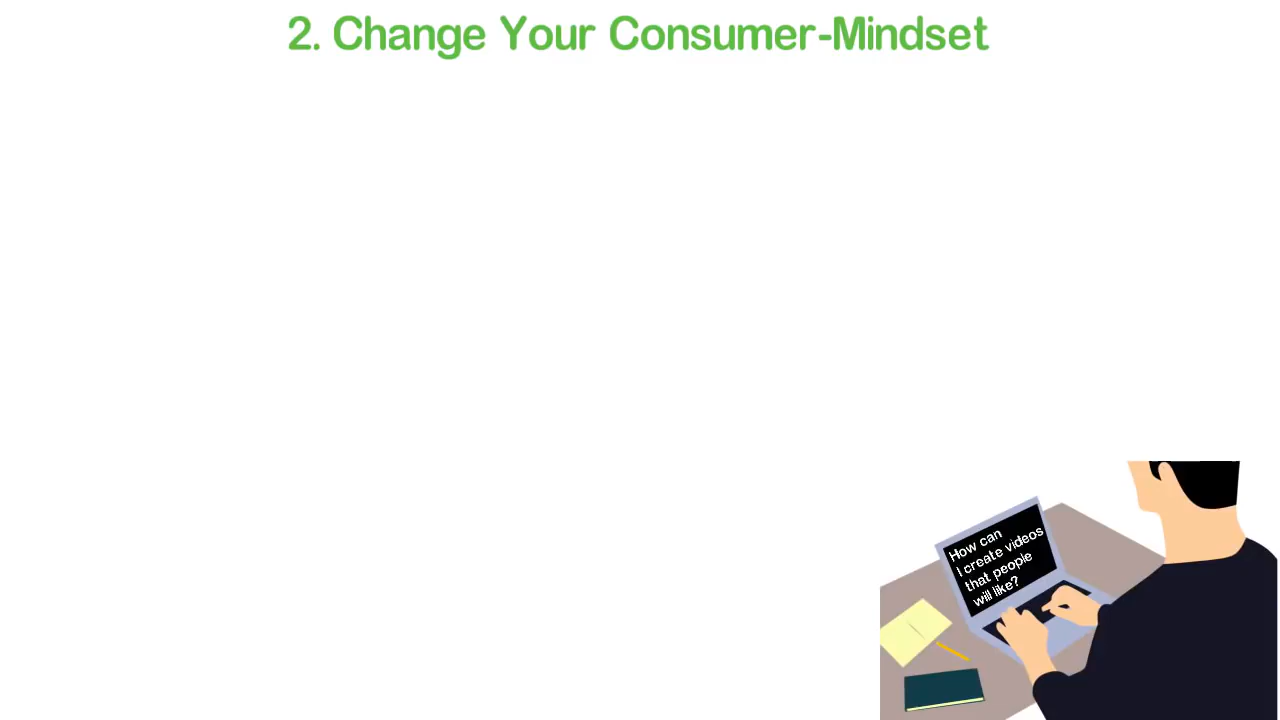 2. Change Your Consumer-Mindset
How can
I create videos
that people
will like?